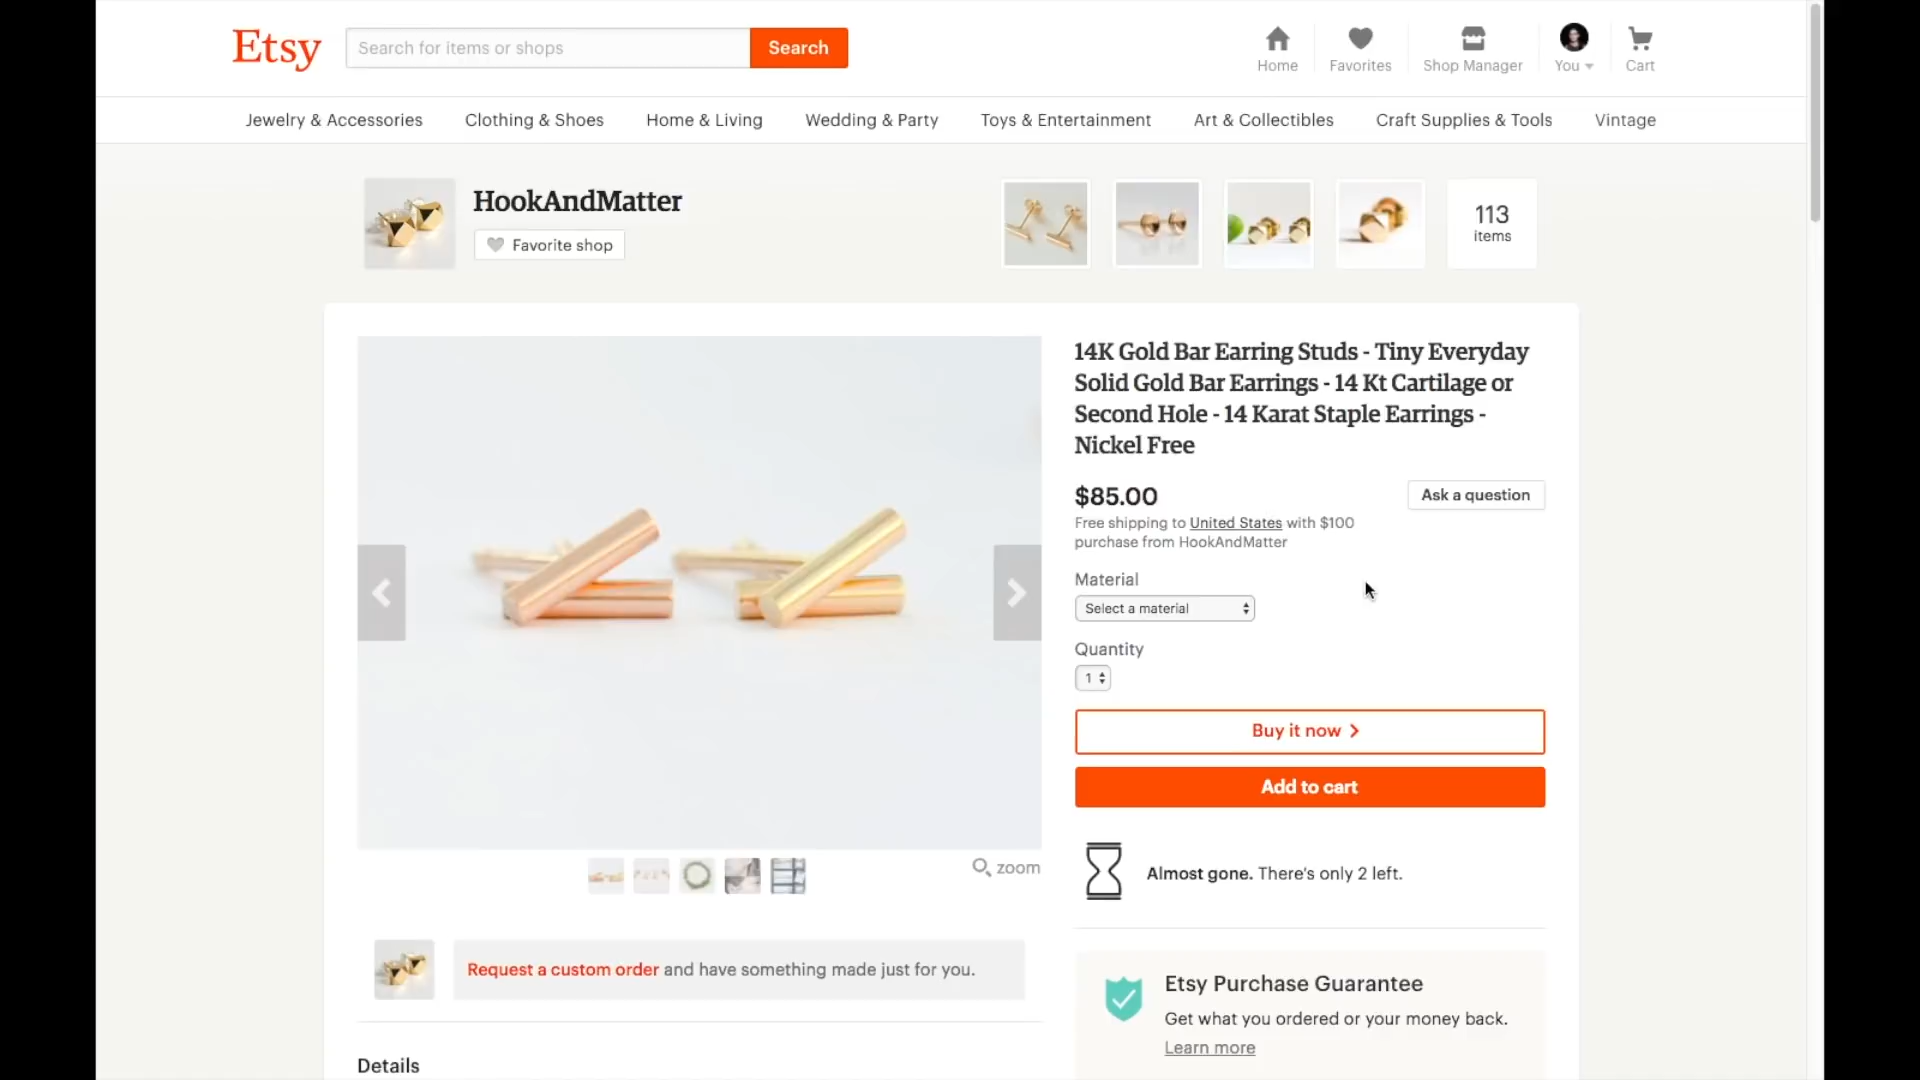 Etsy
Search for items or shops
Search
Home
Favorites
Shop Manager
You
Cart
Jewelry & Accessories
Clothing & Shoes
Home & Living
Wedding & Party
Toys & Entertainment
Art & Collectibles
Craft Supplies & Tools
Vintage
HookAndMatter
Favorite shop
113
items
14K Gold Bar Earring Studs - Tiny Everyday
Solid Gold Bar Earrings - 14 Kt Cartilage or
Second Hole - 14 Karat Staple Earrings -
Nickel Free
$85.00
Ask a question
Free shipping to United States with $100
purchase from HookAndMatter
Material
Select a material
Quantity
1
Buy it now
Add to cart
Almost gone. There's only 2 left.
zoom
Request a custom order and have something made just for you.
Etsy Purchase Guarantee
Get what you ordered or your money back.
Learn more
Details